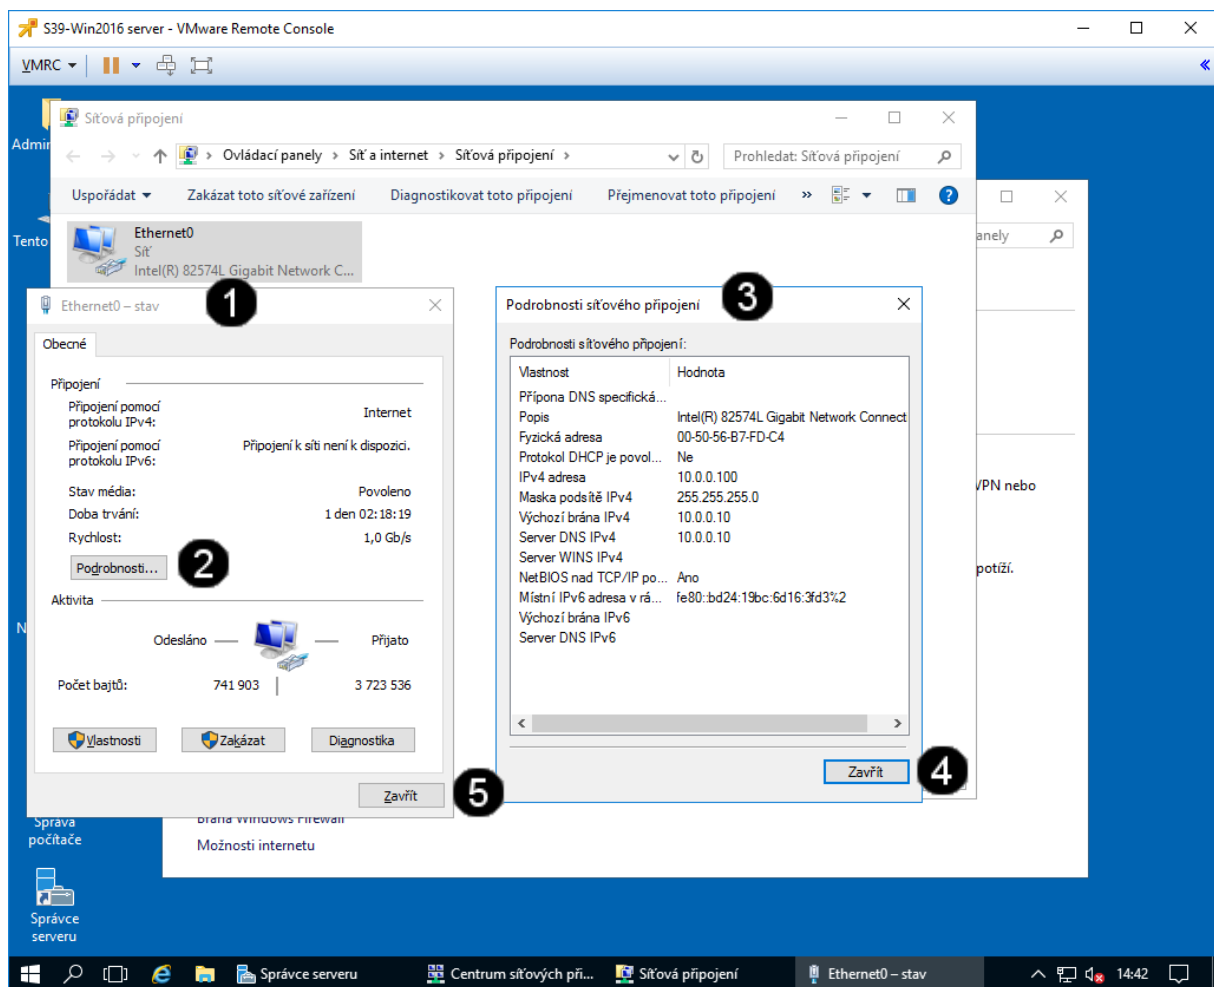 S39-Win2016 server - VMware Remote Console
VMRC
Síťová připojení
Ovládací panely > Síť a internet > Síťová připojení >
Prohledat: Síťová připojení
Uspořádat
Zakázat toto síťové zařízení
Diagnostikovat toto připojení
Přejmenovat toto připojení
»
Ethernet0
Síť
Intel(R) 82574L Gigabit Network C...
Tento
anely
VPN nebo
potíží.
1
Ethernet0 – stav
Obecné
Připojení
Připojení pomocí
protokolu IPv4:
Internet
Připojení pomocí
protokolu IPv6:
Připojení k síti není k dispozici.
Stav média:
Povoleno
Doba trvání:
1 den 02:18:19
Rychlost:
1,0 Gb/s
Podrobnosti...
2
Aktivita
Odesláno
Přijato
Počet bajtů:
741 903
3 723 536
Vlastnosti
Zakázat
Diagnostika
Zavřít
5
Podrobnosti síťového připojení
3
Podrobnosti síťového připojení:
Vlastnost Hodnota
Přípona DNS specifická...
Popis Intel(R) 82574L Gigabit Network Connect
Fyzická adresa 00-50-56-B7-FD-C4
Protokol DHCP je povol... Ne
IPv4 adresa 10.0.0.100
Maska podsítě IPv4 255.255.255.0
Výchozí brána IPv4 10.0.0.10
Server DNS IPv4 10.0.0.10
Server WINS IPv4
NetBIOS nad TCP/IP po... Ano
Místní IPv6 adresa v rá... fe80::bd24:19bc:6d16:3fd3%2
Výchozí brána IPv6
Server DNS IPv6
Zavřít
4
Brána Windows Firewall
Možnosti internetu
Správa
počítače
Správce
serveru
Správce serveru
Centrum síťových při...
Síťová připojení
Ethernet0 – stav
14:42